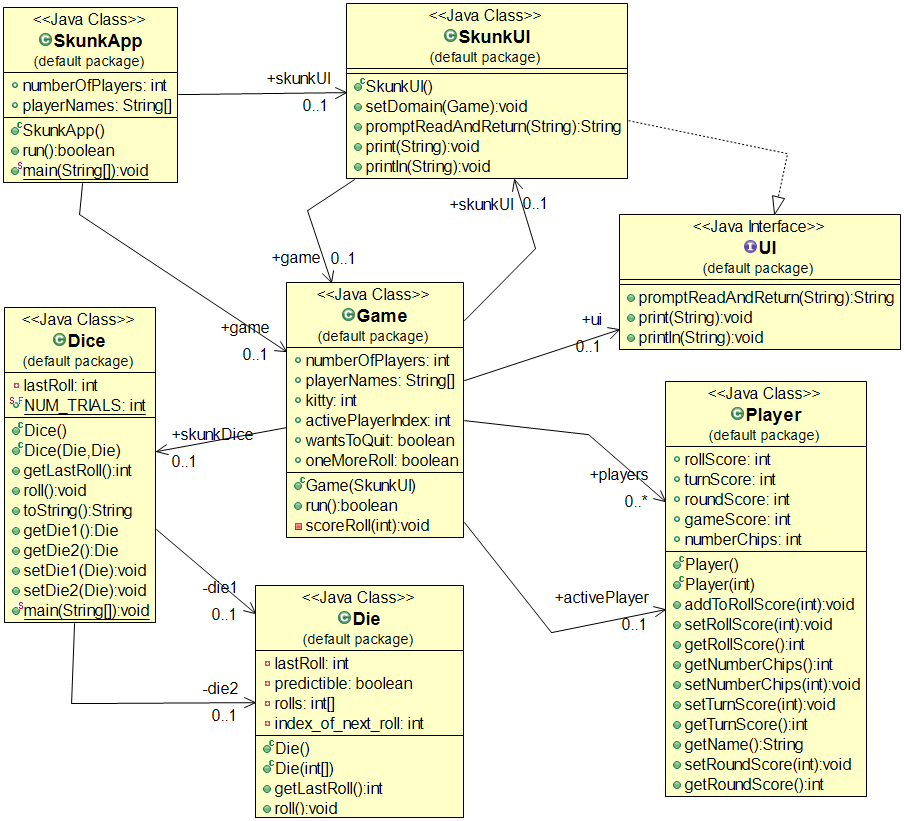 <<Java Class>>
SkunkApp
(default package)
numberOfPlayers: int
playerNames: String[]
SkunkApp()
run():boolean
main(String[]):void
+skunkUI
0..1
<<Java Class>>
SkunkUI
(default package)
SkunkUI()
setDomain(Game):void
promptReadAndReturn(String):String
print(String):void
println(String):void
+skunkUI
0..1
+game
0..1
<<Java Interface>>
UI
(default package)
promptReadAndReturn(String):String
print(String):void
println(String):void
+game
0..1
+ui
0..1
<<Java Class>>
Game
(default package)
numberOfPlayers: int
playerNames: String[]
kitty: int
activePlayerIndex: int
wantsToQuit: boolean
oneMoreRoll: boolean
Game(SkunkUI)
run():boolean
scoreRoll(int):void
<<Java Class>>
Dice
(default package)
lastRoll: int
NUM_TRIALS: int
Dice()
Dice(Die,Die)
getLastRoll():int
roll():void
toString():String
getDie1():Die
getDie2():Die
setDie1(Die):void
setDie2(Die):void
main(String[]):void
+skunkDice
0..1
+players
0..*
+activePlayer
0..1
<<Java Class>>
Player
(default package)
rollScore: int
turnScore: int
roundScore: int
gameScore: int
numberChips: int
Player()
Player(int)
addToRollScore(int):void
setRollScore(int):void
getRollScore():int
getNumberChips():int
setNumberChips(int):void
setTurnScore(int):void
getTurnScore():int
getName():String
setRoundScore(int):void
getRoundScore():int
-die1
0..1
-die2
0..1
<<Java Class>>
Die
(default package)
lastRoll: int
predictible: boolean
rolls: int[]
index_of_next_roll: int
Die()
Die(int[])
getLastRoll():int
roll():void